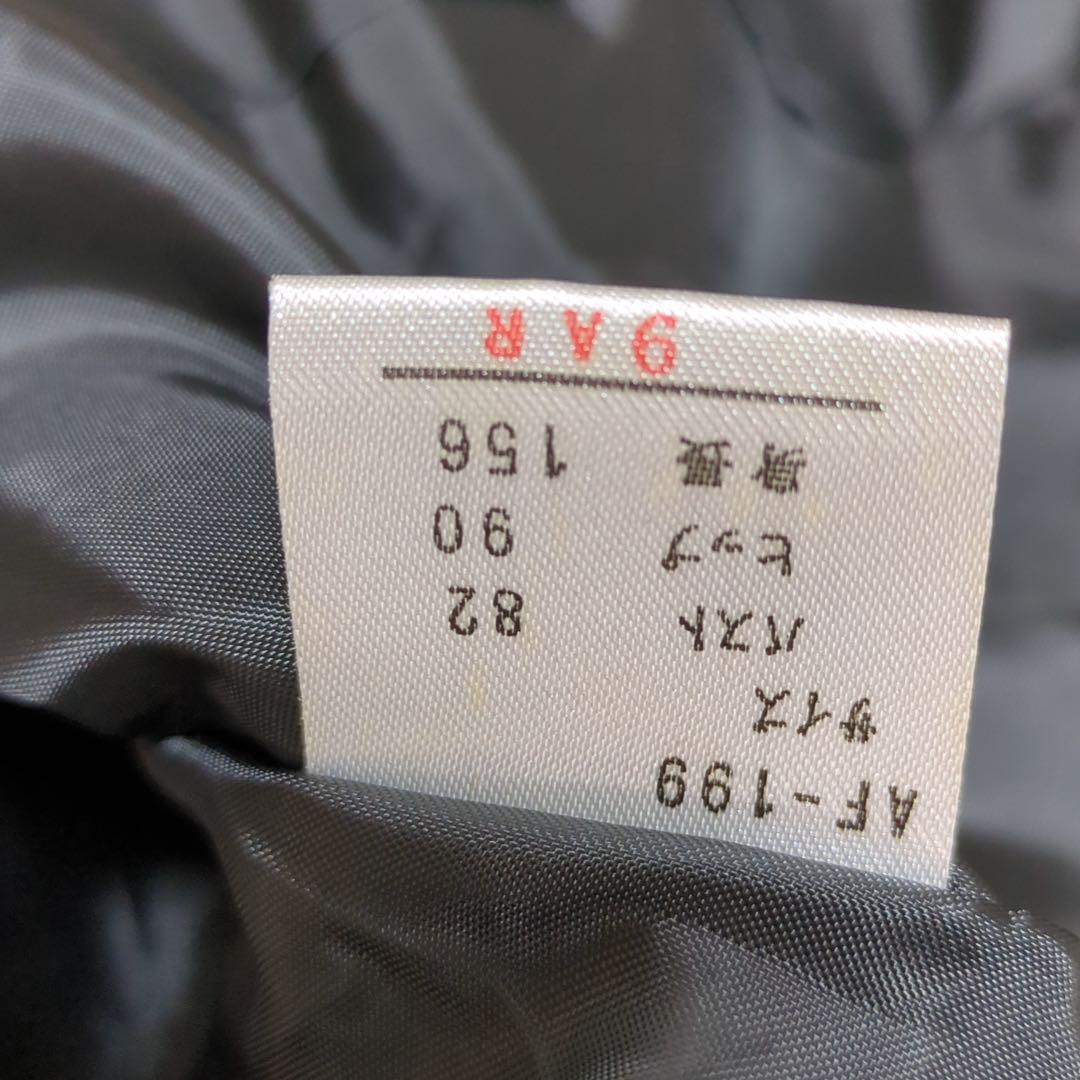 AF-199
サイズ
バスト 82
ヒップ 90
身長 156
9AR